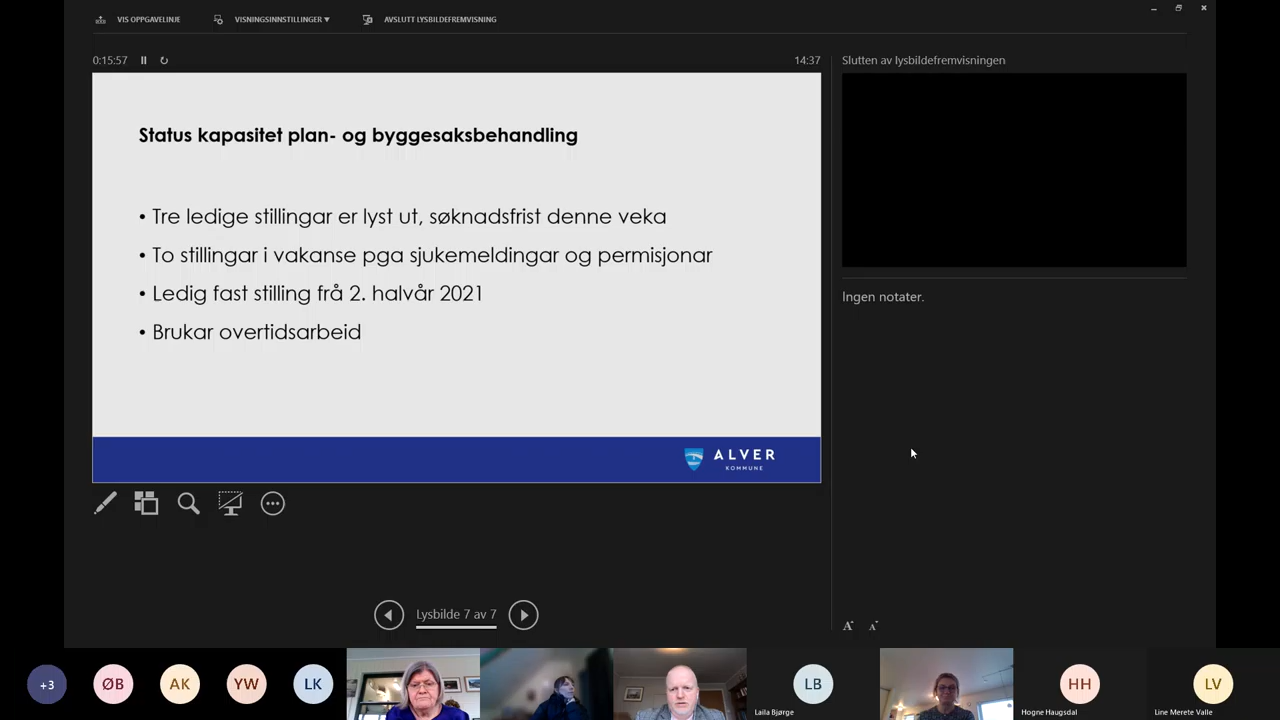 VIS OPPGAVELINJE
VISNINGSINNSTILLINGER ▼
AVSLUTT LYSBILDEFREMVISNING
0:15:57
14:37
Slutten av lysbildefremvisningen
Status kapasitet plan- og byggesaksbehandling
• Tre ledige stillingar er lyst ut, søknadsfrist denne veka
• To stillingar i vakanse pga sjukemeldingar og permisjonar
• Ledig fast stilling frå 2. halvår 2021
• Brukar overtidsarbeid
ALVER
KOMMUNE
Ingen notater.
Lysbilde 7 av 7
+3
ØB
AK
YW
LK
LB
Laila Bjørge
HH
Hogne Haugsdal
LV
Line Merete Valle